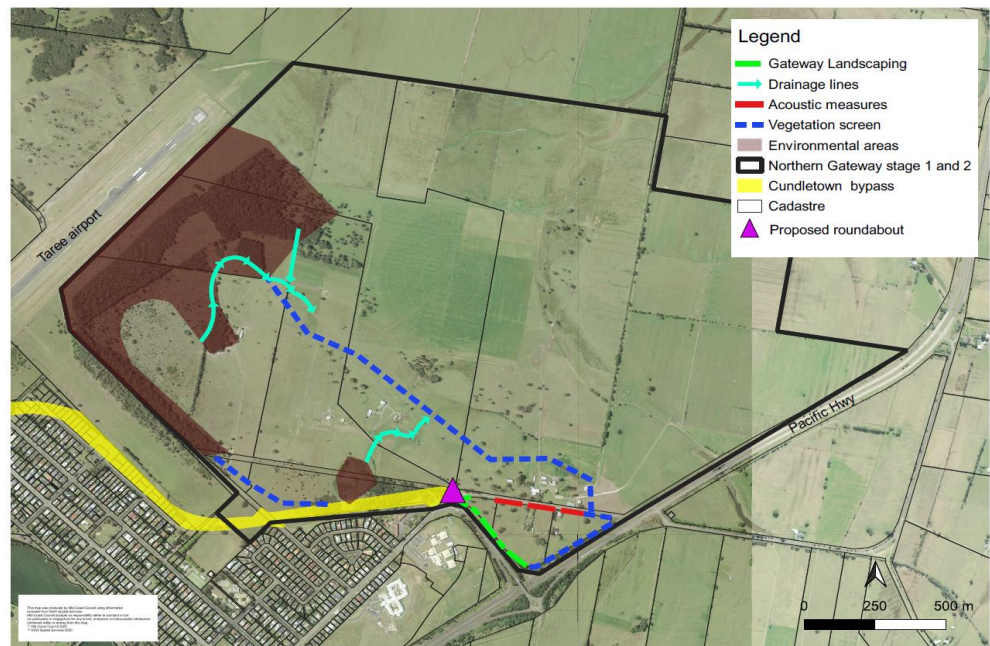 Legend
Gateway Landscaping
Drainage lines
Acoustic measures
Vegetation screen
Environmental areas
Northern Gateway stage 1 and 2
Cundletown bypass
Cadastre
Proposed roundabout
Taree airport
Pacific Hwy
0 250 500 m